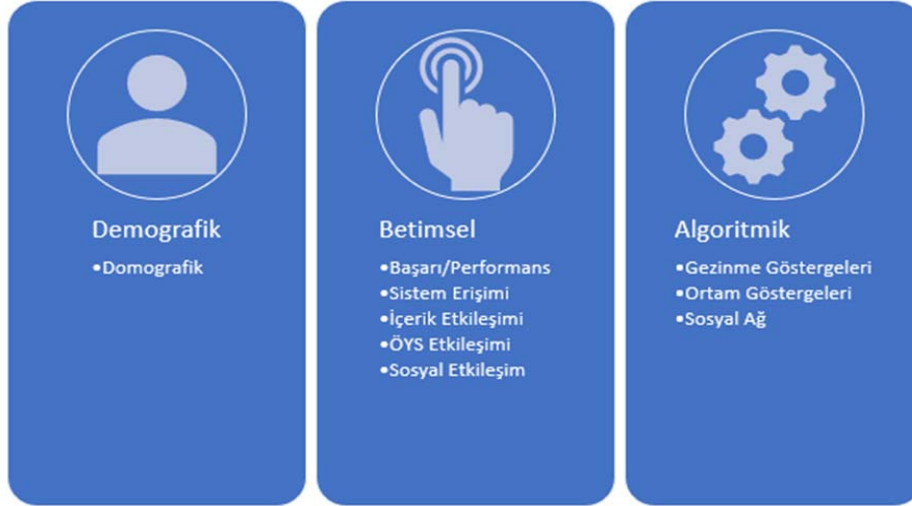 Demografik
•Domografik
Betimsel
•Başarı/Performans
•Sistem Erişimi
•İçerik Etkileşimi
•ÖYS Etkileşimi
•Sosyal Etkileşim
Algoritmik
•Gezinme Göstergeleri
•Ortam Göstergeleri
•Sosyal Ağ